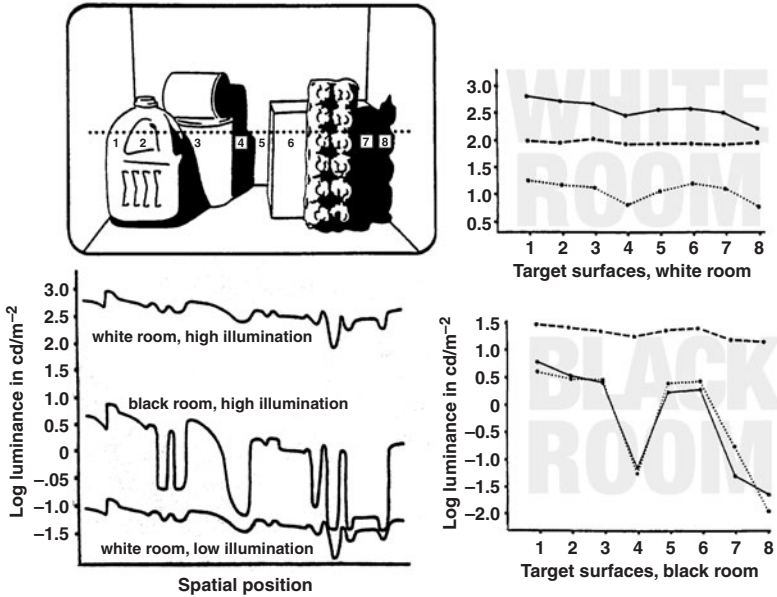 1
2
3
4
5
6
7
8
3.0
2.5
2.0
1.5
1.0
0.5
0
−.05
−1.0
−1.5
Log luminance in cd/m−2
white room, high illumination
black room, high illumination
white room, low illumination
Spatial position
WHITE
ROOM
3.0
2.5
2.0
1.5
1.0
0.5
1 2 3 4 5 6 7 8
Target surfaces, white room
BLACK
ROOM
1.5
1.0
0.5
0
−0.5
−1.0
−1.5
−2.0
Log luminance in cd/m−2
1 2 3 4 5 6 7 8
Target surfaces, black room